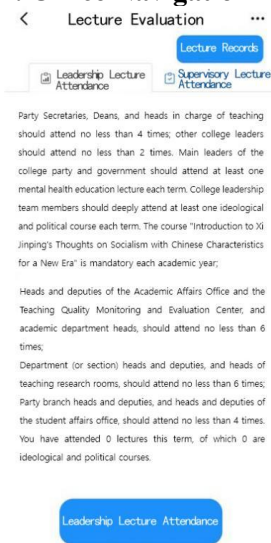 Lecture Evaluation
Lecture Records
Leadership Lecture
Attendance
Supervisory Lecture
Attendance
Party Secretaries, Deans, and heads in charge of teaching
should attend no less than 4 times; other college leaders
should attend no less than 2 times. Main leaders of the
college party and government should attend at least one
mental health education lecture each term. College leadership
team members should deeply attend at least one ideological
and political course each term. The course "Introduction to Xi
Jinping's Thoughts on Socialism with Chinese Characteristics
for a New Era" is mandatory each academic year;
Heads and deputies of the Academic Affairs Office and the
Teaching Quality Monitoring and Evaluation Center, and
academic department heads, should attend no less than 6
times;
Department (or section) heads and deputies, and heads of
teaching research rooms, should attend no less than 6 times;
Party branch heads and deputies, and heads and deputies of
the student affairs office, should attend no less than 4 times.
You have attended 0 lectures this term, of which 0 are
ideological and political courses.
Leadership Lecture Attendance